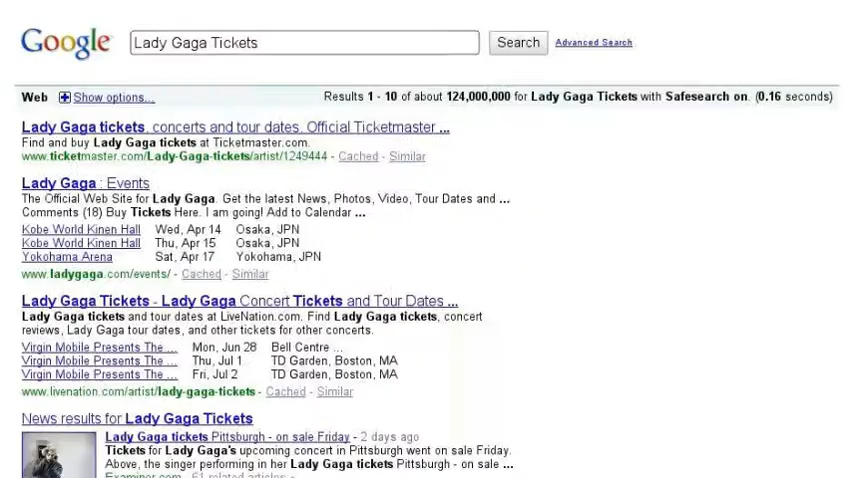 Google Lady Gaga Tickets Search Advanced Search
Web Show options... Results 1 - 10 of about 124,000,000 for Lady Gaga Tickets with Safesearch on. (0.16 seconds)
Lady Gaga tickets, concerts and tour dates. Official Ticketmaster ...
Find and buy Lady Gaga tickets at Ticketmaster.com.
www.ticketmaster.com/Lady-Gaga-tickets/artist/1249444 - Cached - Similar
Lady Gaga : Events
The Official Web Site for Lady Gaga. Get the latest News, Photos, Video, Tour Dates and ...
Comments (18) Buy Tickets Here. I am going! Add to Calendar ...
Kobe World Kinen Hall Wed, Apr 14 Osaka, JPN
Kobe World Kinen Hall Thu, Apr 15 Osaka, JPN
Yokohama Arena Sat, Apr 17 Yokohama, JPN
www.ladygaga.com/events/ - Cached - Similar
Lady Gaga Tickets - Lady Gaga Concert Tickets and Tour Dates ...
Lady Gaga tickets and tour dates at LiveNation.com. Find Lady Gaga tickets, concert
reviews, Lady Gaga tour dates, and other tickets for other concerts.
Virgin Mobile Presents The ... Mon, Jun 28 Bell Centre ...
Virgin Mobile Presents The ... Thu, Jul 1 TD Garden, Boston, MA
Virgin Mobile Presents The ... Fri, Jul 2 TD Garden, Boston, MA
www.livenation.com/artist/lady-gaga-tickets - Cached - Similar
News results for Lady Gaga Tickets
Lady Gaga tickets Pittsburgh - on sale Friday - 2 days ago
Tickets for Lady Gaga's upcoming concert in Pittsburgh went on sale Friday.
Above, the singer performing in her Lady Gaga tickets Pittsburgh - on sale ...
Examiner.com - 61 related articles -